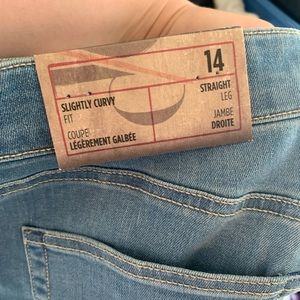 14
SLIGHTLY CURVY
FIT
COUPE
LÉGÈREMENT GALBÉE
STRAIGHT
LEG
JAMBE
DROITE